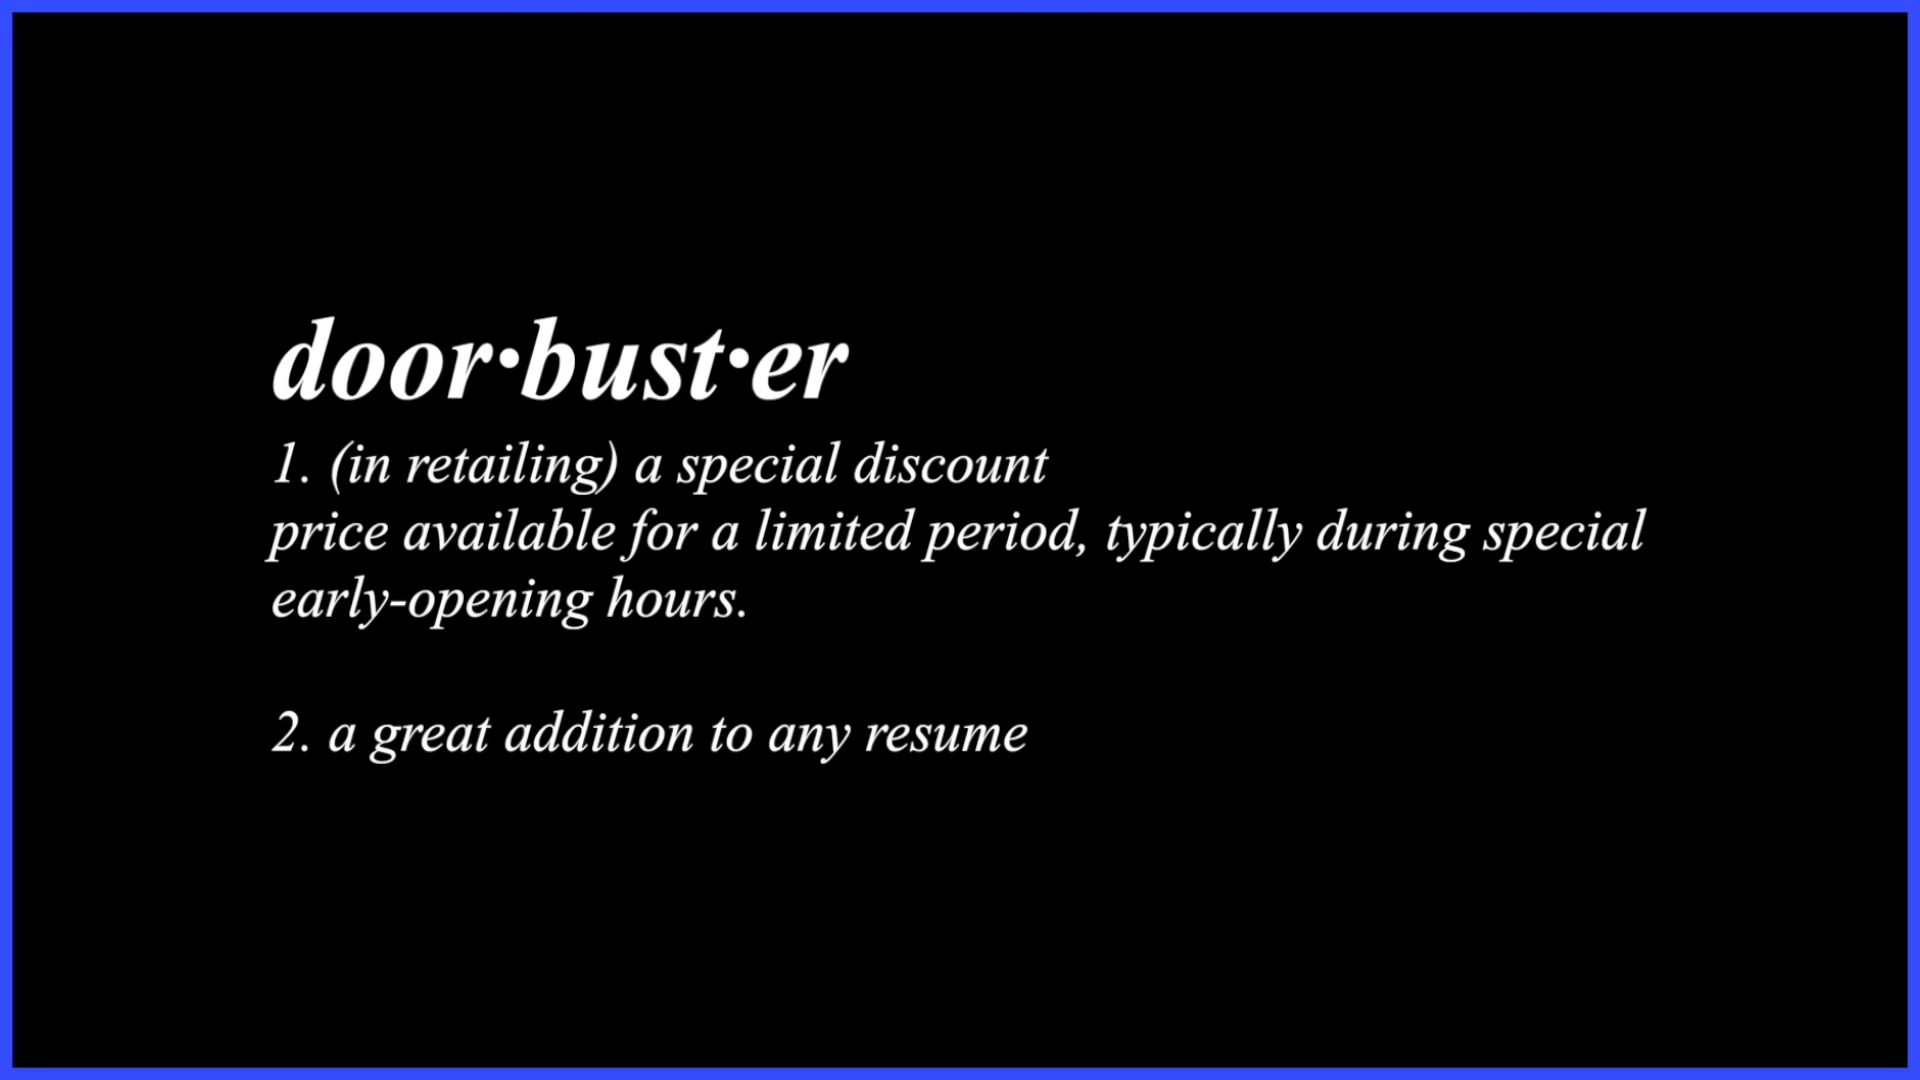 door·bust·er
1. (in retailing) a special discount
price available for a limited period, typically during special
early-opening hours.
2. a great addition to any resume